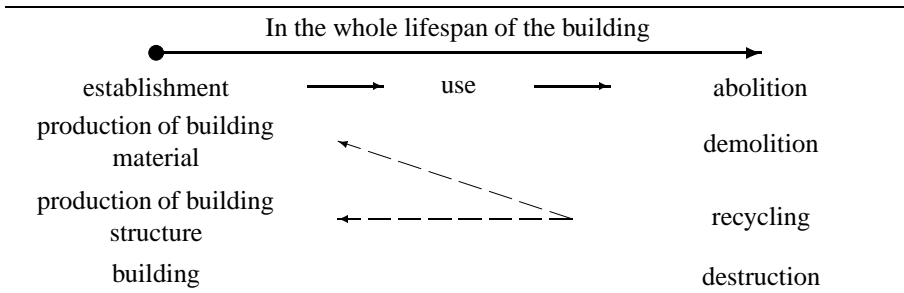 In the whole lifespan of the building
establishment use abolition
production of building
material
demolition
production of building
structure
recycling
building destruction